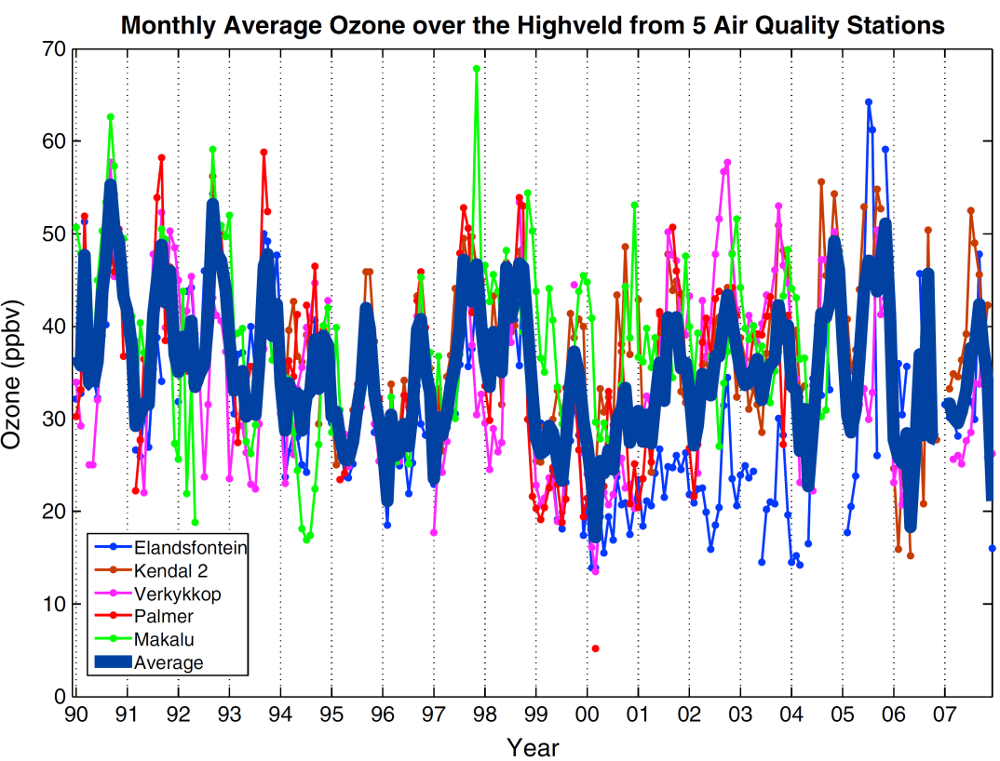 Monthly Average Ozone over the Highveld from 5 Air Quality Stations
Ozone (ppbv)
70
60
50
40
30
20
10
0
Elandsfontein
Kendal 2
Verkykkop
Palmer
Makalu
Average
90 91 92 93 94 95 96 97 98 99 00 01 02 03 04 05 06 07
Year